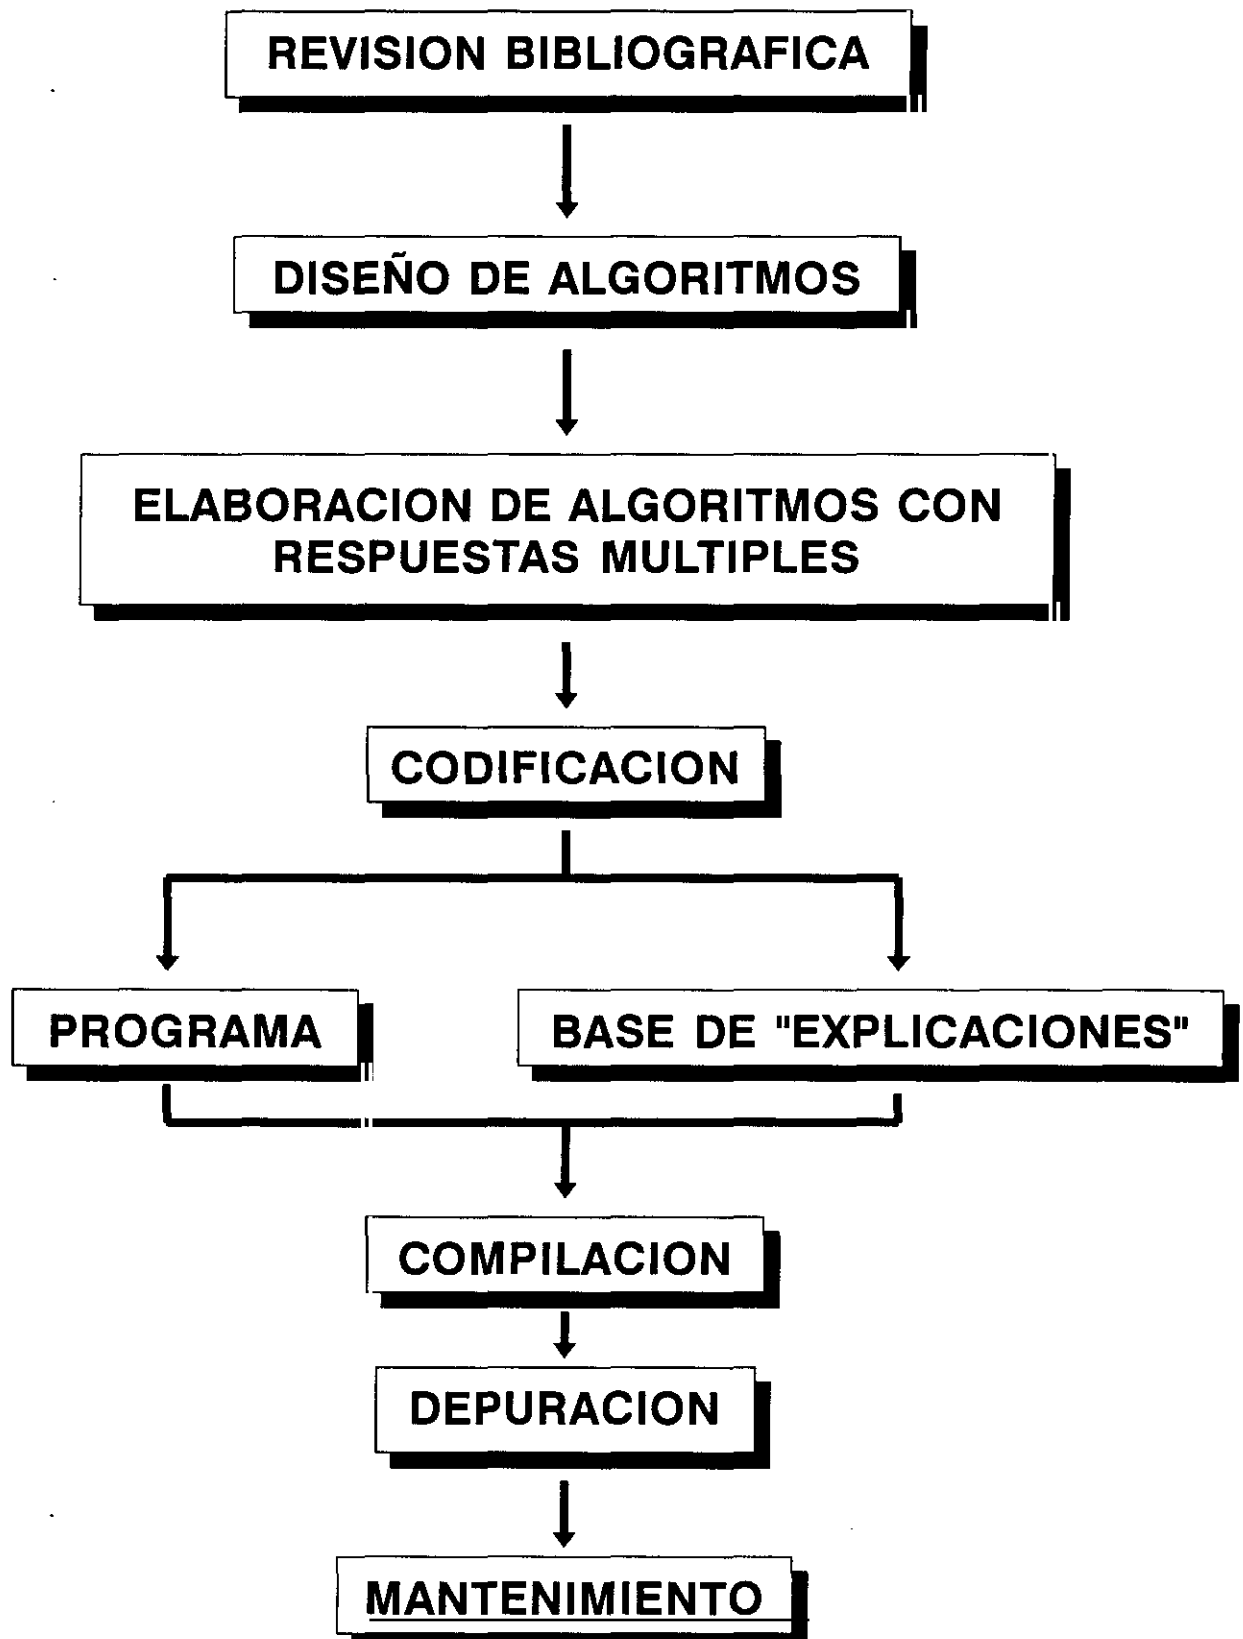 REVISION BIBLIOGRAFICA
DISEÑO DE ALGORITMOS
ELABORACION DE ALGORITMOS CON
RESPUESTAS MULTIPLES
CODIFICACION
PROGRAMA
BASE DE "EXPLICACIONES"
COMPILACION
DEPURACION
MANTENIMIENTO